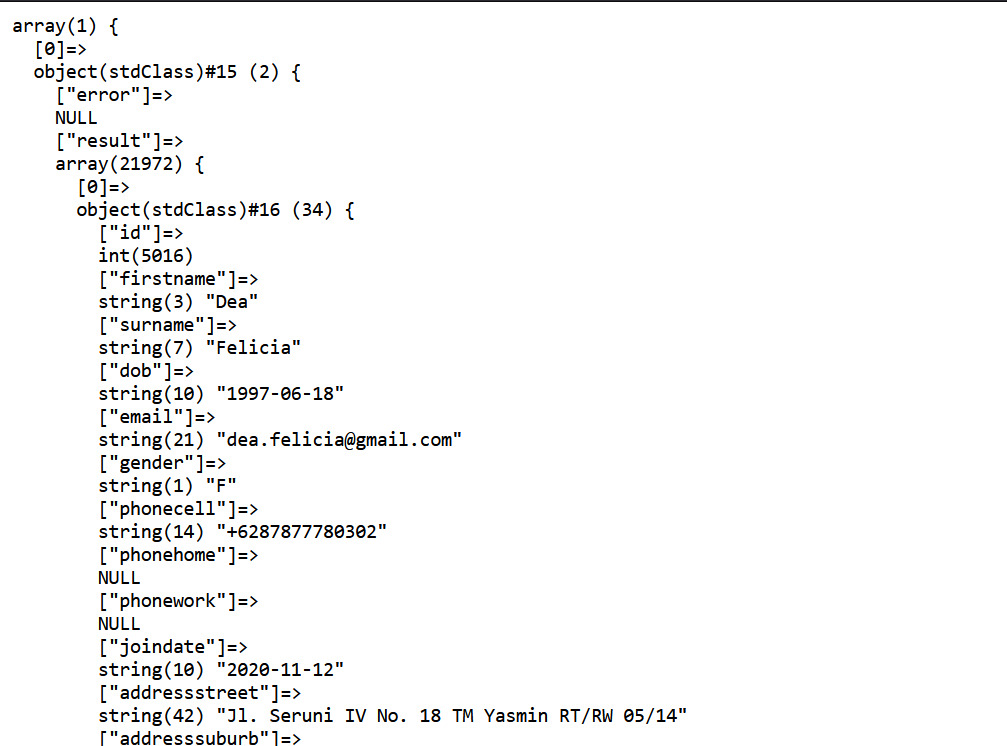 array(1) {
[0]=>
object(stdClass)#15 (2) {
["error"]=>
NULL
["result"]=>
array(21972) {
[0]=>
object(stdClass)#16 (34) {
["id"]=>
int(5016)
["firstname"]=>
string(3) "Dea"
["surname"]=>
string(7) "Felicia"
["dob"]=>
string(10) "1997-06-18"
["email"]=>
string(21) "dea.felicia@gmail.com"
["gender"]=>
string(1) "F"
["phonecell"]=>
string(14) "+6287877780302"
["phonehome"]=>
NULL
["phonework"]=>
NULL
["joindate"]=>
string(10) "2020-11-12"
["addressstreet"]=>
string(42) "Jl. Seruni IV No. 18 TM Yasmin RT/RW 05/14"
["addresssuburb"]=>